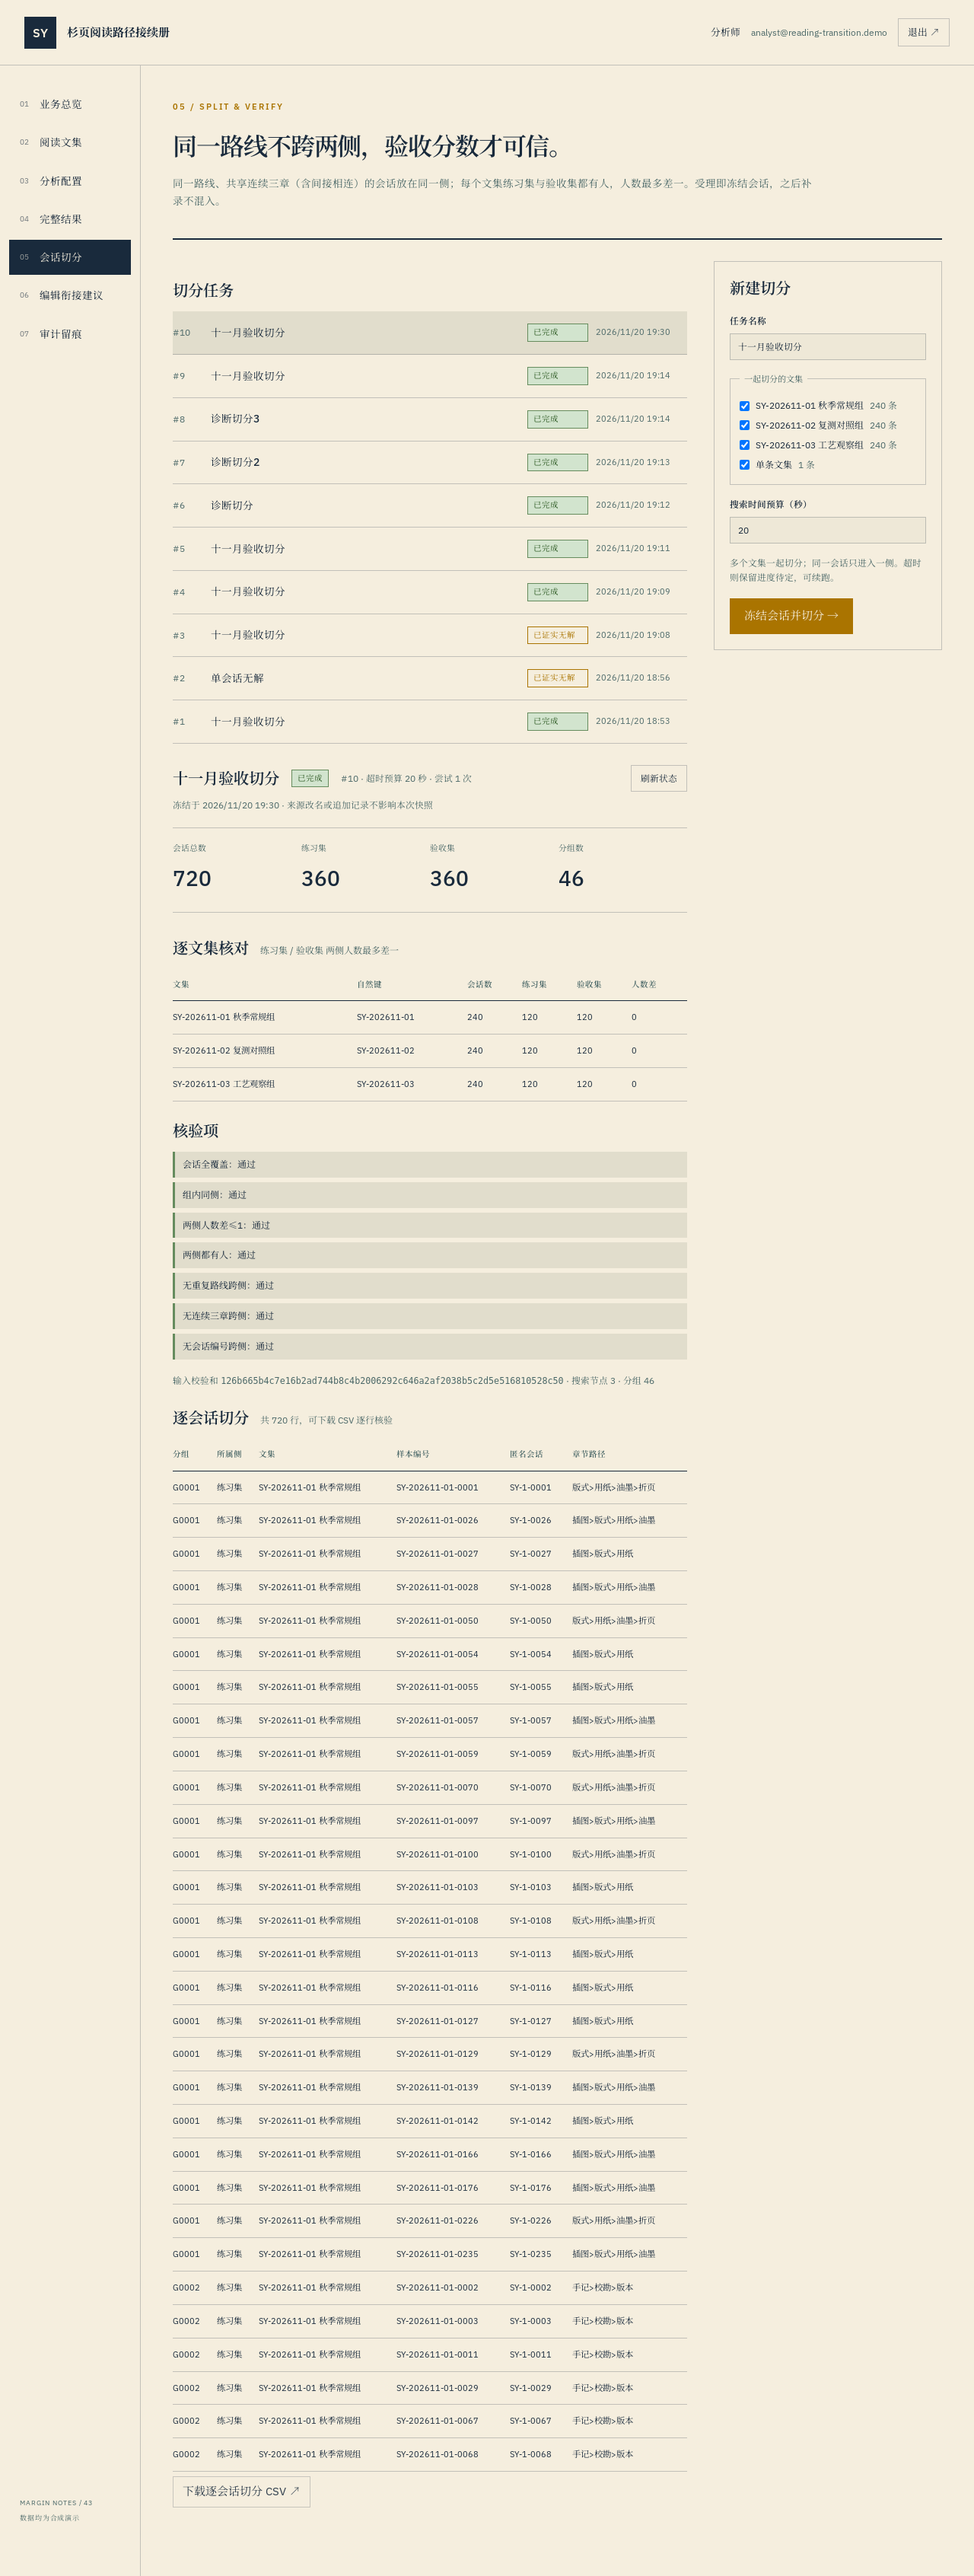 SY 杉页阅读路径接续册
分析师 analyst@reading-transition.demo 退出 ↗
01 业务总览
02 阅读文集
03 分析配置
04 完整结果
05 会话切分
06 编辑衔接建议
07 审计留痕
05 / SPLIT & VERIFY
同一路线不跨两侧，验收分数才可信。
同一路线、共享连续三章（含间接相连）的会话放在同一侧；每个文集练习集与验收集都有人，人数最多差一。受理即冻结会话，之后补
录不混入。
切分任务
#10 十一月验收切分 已完成 2026/11/20 19:30
#9 十一月验收切分 已完成 2026/11/20 19:14
#8 诊断切分3 已完成 2026/11/20 19:14
#7 诊断切分2 已完成 2026/11/20 19:13
#6 诊断切分 已完成 2026/11/20 19:12
#5 十一月验收切分 已完成 2026/11/20 19:11
#4 十一月验收切分 已完成 2026/11/20 19:09
#3 十一月验收切分 已证实无解 2026/11/20 19:08
#2 单会话无解 已证实无解 2026/11/20 18:56
#1 十一月验收切分 已完成 2026/11/20 18:53
新建切分
任务名称
十一月验收切分
一起切分的文集
SY-202611-01 秋季常规组 240 条
SY-202611-02 复测对照组 240 条
SY-202611-03 工艺观察组 240 条
单条文集 1 条
搜索时间预算（秒）
20
多个文集一起切分；同一会话只进入一侧。超时
则保留进度待定，可续跑。
冻结会话并切分 →
十一月验收切分 已完成 #10 · 超时预算 20 秒 · 尝试 1 次 刷新状态
冻结于 2026/11/20 19:30 · 来源改名或追加记录不影响本次快照
会话总数 练习集 验收集 分组数
720 360 360 46
逐文集核对 练习集 / 验收集 两侧人数最多差一
文集 自然键 会话数 练习集 验收集 人数差
SY-202611-01 秋季常规组 SY-202611-01 240 120 120 0
SY-202611-02 复测对照组 SY-202611-02 240 120 120 0
SY-202611-03 工艺观察组 SY-202611-03 240 120 120 0
核验项
会话全覆盖：通过
组内同侧：通过
两侧人数差≤1：通过
两侧都有人：通过
无重复路线跨侧：通过
无连续三章跨侧：通过
无会话编号跨侧：通过
输入校验和 126b665b4c7e16b2ad744b8c4b2006292c646a2af2038b5c2d5e516810528c50 · 搜索节点 3 · 分组 46
逐会话切分 共 720 行，可下载 CSV 逐行核验
分组 所属侧 文集 样本编号 匿名会话 章节路径
G0001 练习集 SY-202611-01 秋季常规组 SY-202611-01-0001 SY-1-0001 版式>用纸>油墨>折页
G0001 练习集 SY-202611-01 秋季常规组 SY-202611-01-0026 SY-1-0026 插图>版式>用纸>油墨
G0001 练习集 SY-202611-01 秋季常规组 SY-202611-01-0027 SY-1-0027 插图>版式>用纸
G0001 练习集 SY-202611-01 秋季常规组 SY-202611-01-0028 SY-1-0028 插图>版式>用纸>油墨
G0001 练习集 SY-202611-01 秋季常规组 SY-202611-01-0050 SY-1-0050 版式>用纸>油墨>折页
G0001 练习集 SY-202611-01 秋季常规组 SY-202611-01-0054 SY-1-0054 插图>版式>用纸
G0001 练习集 SY-202611-01 秋季常规组 SY-202611-01-0055 SY-1-0055 插图>版式>用纸
G0001 练习集 SY-202611-01 秋季常规组 SY-202611-01-0057 SY-1-0057 插图>版式>用纸>油墨
G0001 练习集 SY-202611-01 秋季常规组 SY-202611-01-0059 SY-1-0059 版式>用纸>油墨>折页
G0001 练习集 SY-202611-01 秋季常规组 SY-202611-01-0070 SY-1-0070 版式>用纸>油墨>折页
G0001 练习集 SY-202611-01 秋季常规组 SY-202611-01-0097 SY-1-0097 插图>版式>用纸>油墨
G0001 练习集 SY-202611-01 秋季常规组 SY-202611-01-0100 SY-1-0100 版式>用纸>油墨>折页
G0001 练习集 SY-202611-01 秋季常规组 SY-202611-01-0103 SY-1-0103 插图>版式>用纸
G0001 练习集 SY-202611-01 秋季常规组 SY-202611-01-0108 SY-1-0108 版式>用纸>油墨>折页
G0001 练习集 SY-202611-01 秋季常规组 SY-202611-01-0113 SY-1-0113 插图>版式>用纸
G0001 练习集 SY-202611-01 秋季常规组 SY-202611-01-0116 SY-1-0116 插图>版式>用纸
G0001 练习集 SY-202611-01 秋季常规组 SY-202611-01-0127 SY-1-0127 插图>版式>用纸
G0001 练习集 SY-202611-01 秋季常规组 SY-202611-01-0129 SY-1-0129 版式>用纸>油墨>折页
G0001 练习集 SY-202611-01 秋季常规组 SY-202611-01-0139 SY-1-0139 插图>版式>用纸>油墨
G0001 练习集 SY-202611-01 秋季常规组 SY-202611-01-0142 SY-1-0142 插图>版式>用纸
G0001 练习集 SY-202611-01 秋季常规组 SY-202611-01-0166 SY-1-0166 插图>版式>用纸>油墨
G0001 练习集 SY-202611-01 秋季常规组 SY-202611-01-0176 SY-1-0176 插图>版式>用纸>油墨
G0001 练习集 SY-202611-01 秋季常规组 SY-202611-01-0226 SY-1-0226 版式>用纸>油墨>折页
G0001 练习集 SY-202611-01 秋季常规组 SY-202611-01-0235 SY-1-0235 插图>版式>用纸>油墨
G0002 练习集 SY-202611-01 秋季常规组 SY-202611-01-0002 SY-1-0002 手记>校勘>版本
G0002 练习集 SY-202611-01 秋季常规组 SY-202611-01-0003 SY-1-0003 手记>校勘>版本
G0002 练习集 SY-202611-01 秋季常规组 SY-202611-01-0011 SY-1-0011 手记>校勘>版本
G0002 练习集 SY-202611-01 秋季常规组 SY-202611-01-0029 SY-1-0029 手记>校勘>版本
G0002 练习集 SY-202611-01 秋季常规组 SY-202611-01-0067 SY-1-0067 手记>校勘>版本
G0002 练习集 SY-202611-01 秋季常规组 SY-202611-01-0068 SY-1-0068 手记>校勘>版本
下载逐会话切分 CSV ↗
MARGIN NOTES / 43
数据均为合成演示